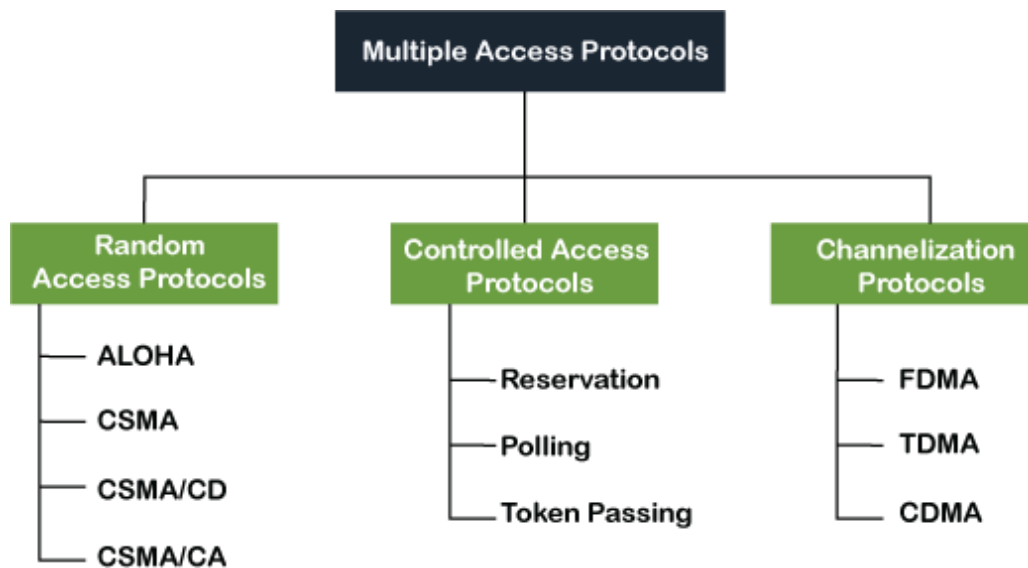 Multiple Access Protocols
Random
Access Protocols
ALOHA
CSMA
CSMA/CD
CSMA/CA
Controlled Access
Protocols
Reservation
Polling
Token Passing
Channelization
Protocols
FDMA
TDMA
CDMA